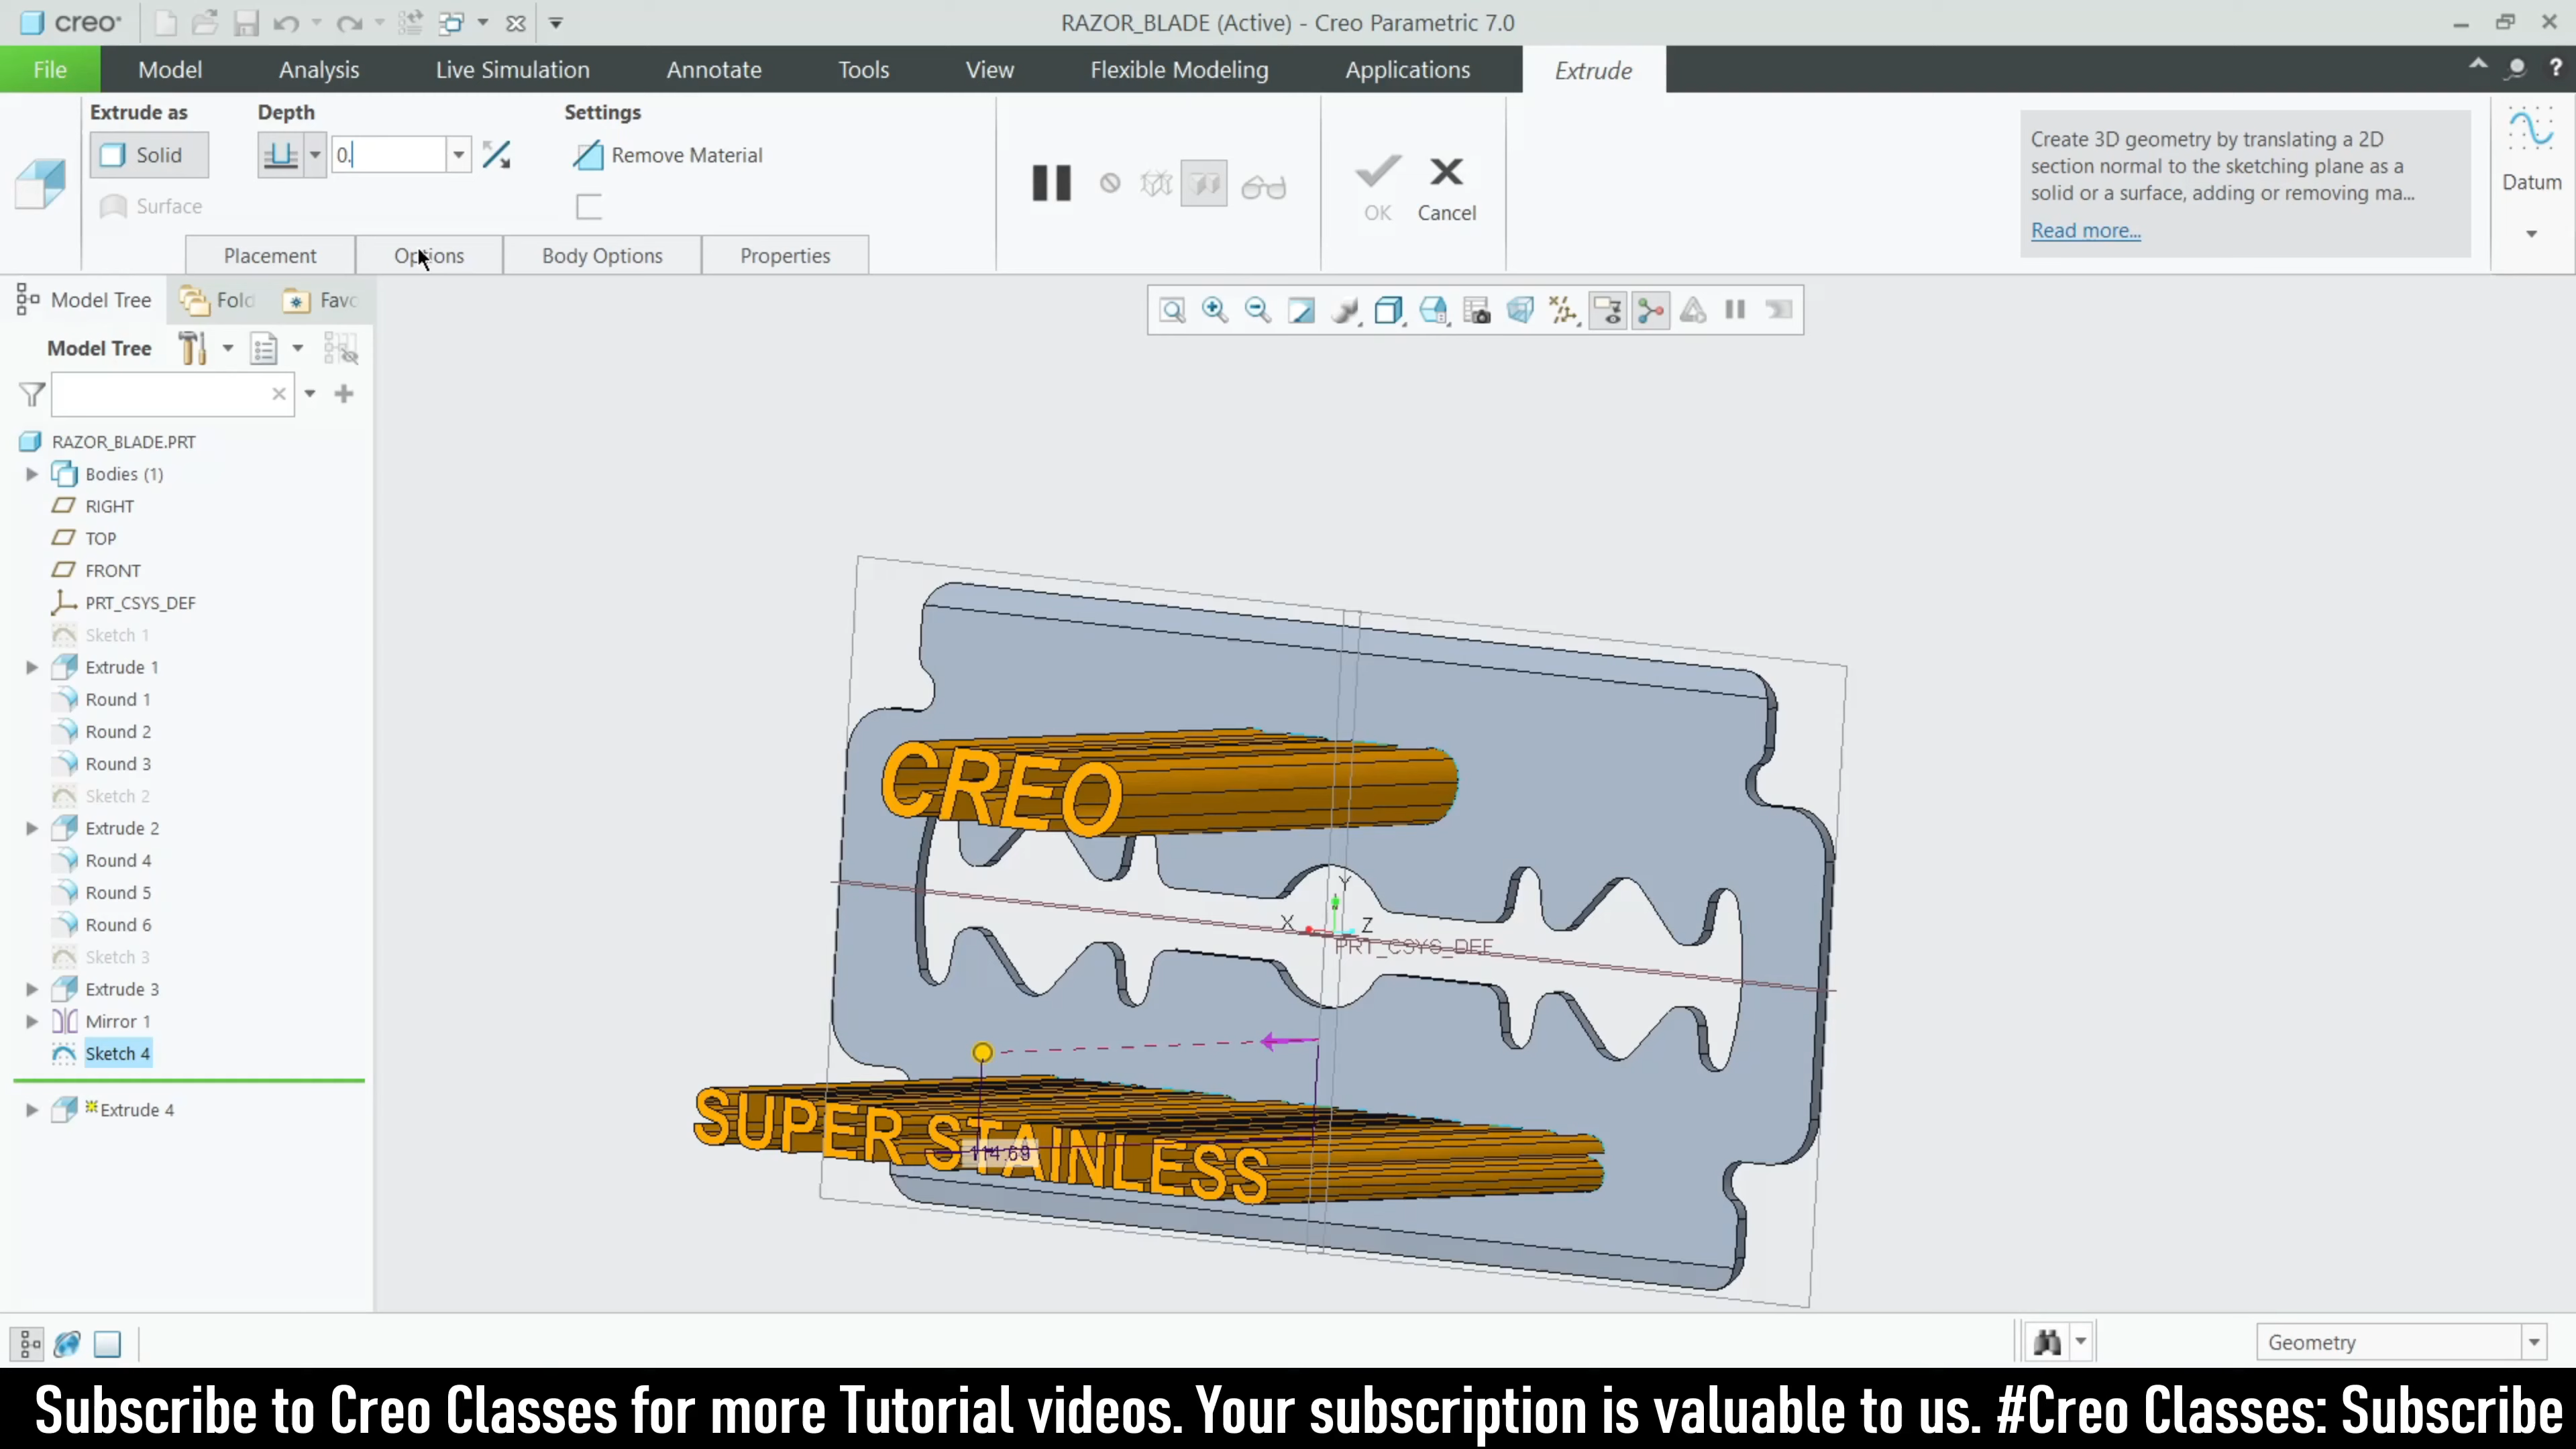 creo
RAZOR_BLADE (Active) - Creo Parametric 7.0
File Model Analysis Live Simulation Annotate Tools View Flexible Modeling Applications Extrude
Extrude as Depth Settings
Solid 0. Remove Material
Surface
OK Cancel
Create 3D geometry by translating a 2D
section normal to the sketching plane as a
solid or a surface, adding or removing ma...
Read more...
Datum
Placement Options Body Options Properties
Model Tree Fold Favo
Model Tree
RAZOR_BLADE.PRT
Bodies (1)
RIGHT
TOP
FRONT
PRT_CSYS_DEF
Sketch 1
Extrude 1
Round 1
Round 2
Round 3
Sketch 2
Extrude 2
Round 4
Round 5
Round 6
Sketch 3
Extrude 3
Mirror 1
Sketch 4
Extrude 4
CREO
Y
X Z
PRT_CSYS_DEF
SUPER STAINLESS
114.69
Geometry
Subscribe to Creo Classes for more Tutorial videos. Your subscription is valuable to us. #Creo Classes: Subscribe